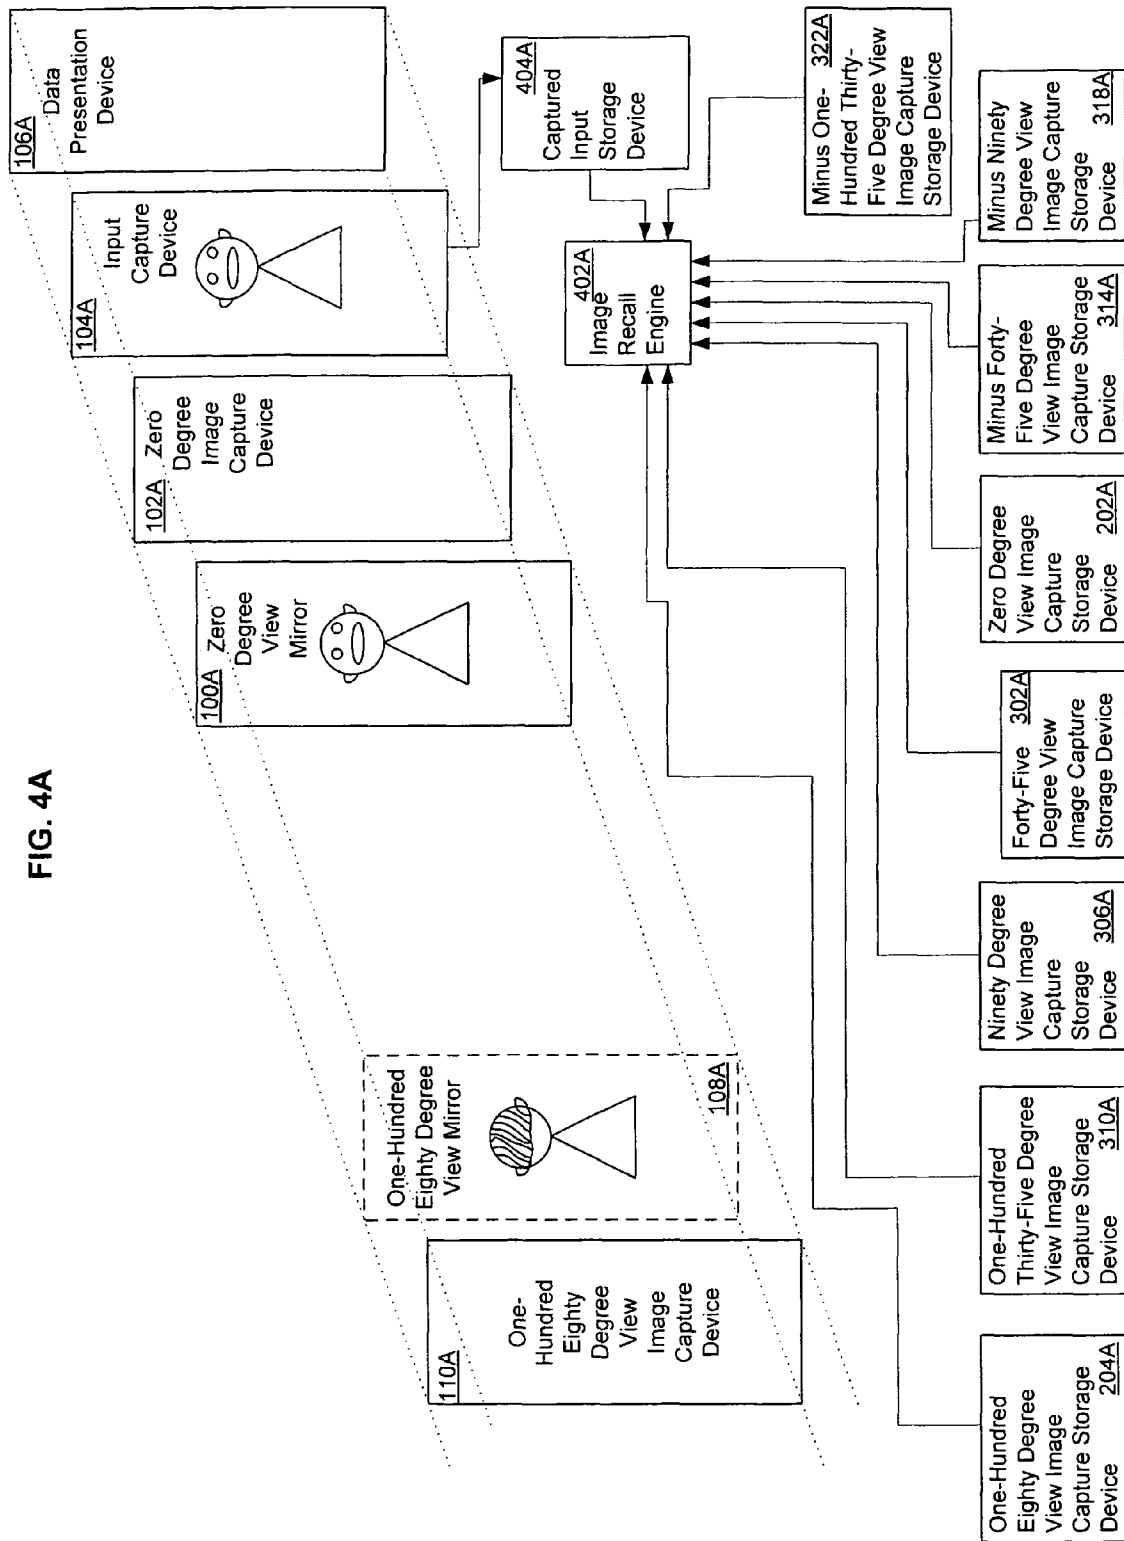 FIG. 4A
110A
One-
Hundred
Eighty
Degree
View
Image
Capture
Device
One-Hundred
Eighty Degree
View Mirror
108A
100A Zero
Degree
View
Mirror
102A Zero
Degree
Image
Capture
Device
104A
Input
Capture
Device
106A
Data
Presentation
Device
402A
Image
Recall
Engine
404A
Captured
Input
Storage
Device
One-Hundred
Eighty Degree
View Image
Capture Storage
Device 204A
One-Hundred
Thirty-Five Degree
View Image
Capture Storage
Device 310A
Ninety Degree
View Image
Capture
Storage
Device 306A
Forty-Five 302A
Degree View
Image Capture
Storage Device
Zero Degree
View Image
Capture
Storage
Device 202A
Minus Forty-
Five Degree
View Image
Capture Storage
Device 314A
Minus Ninety
Degree View
Image Capture
Storage
Device 318A
Minus One- 322A
Hundred Thirty-
Five Degree View
Image Capture
Storage Device